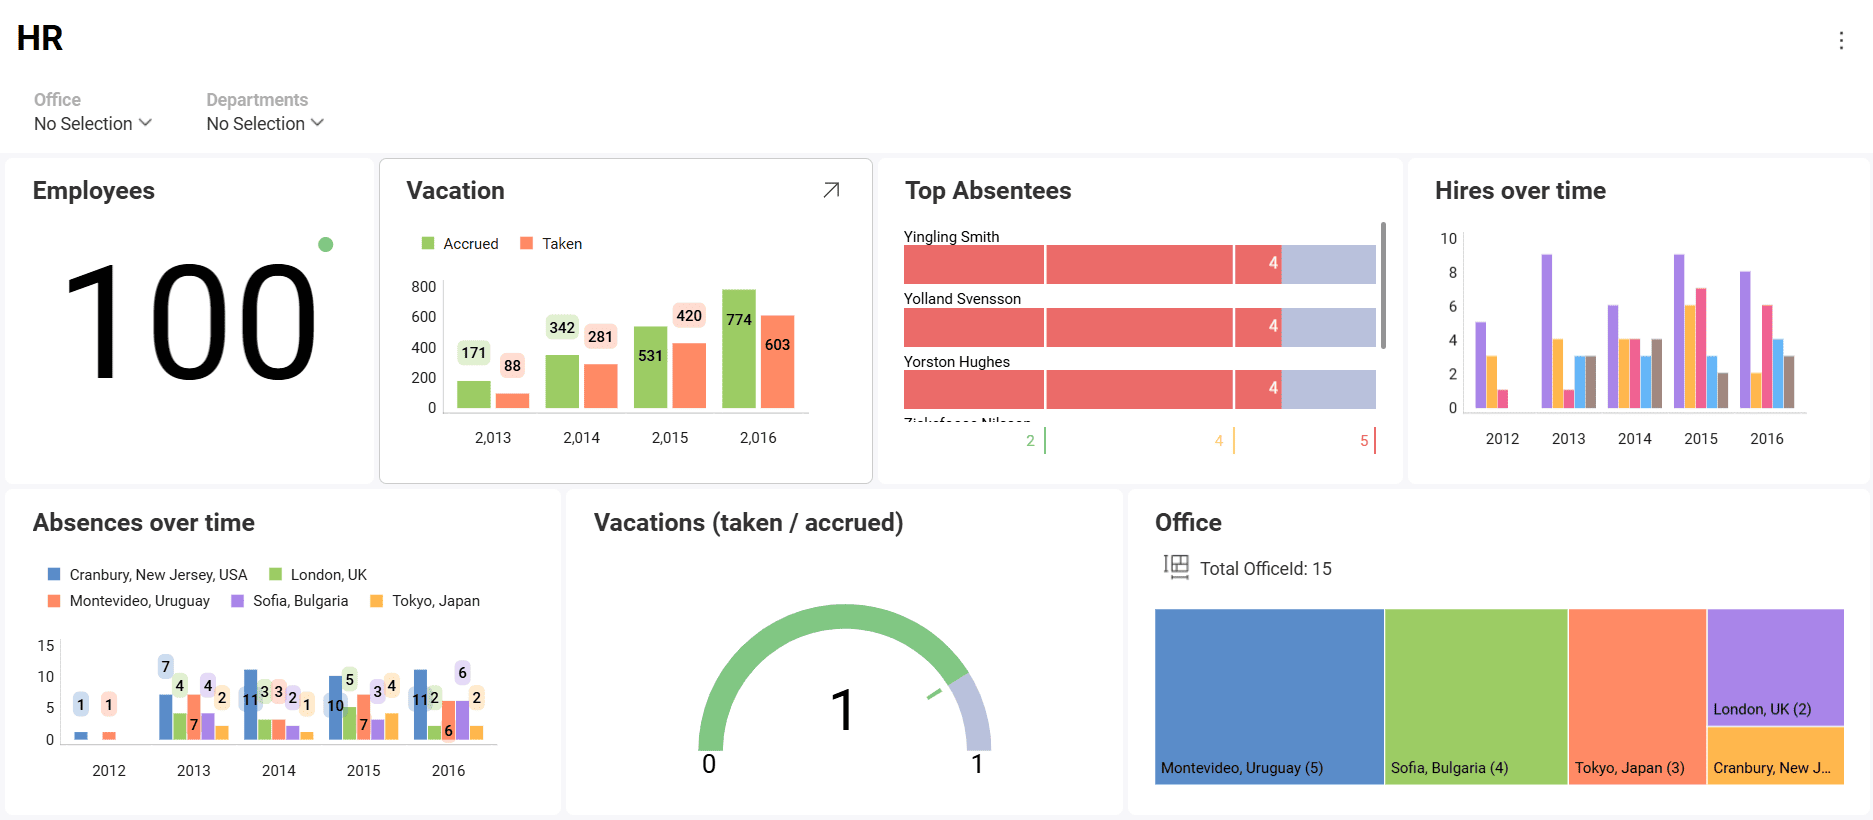 HR
Office
No Selection
Departments
No Selection
Employees
100
Vacation
Accrued
Taken
800
600
400
200
0
171
88
342
281
531
420
774
603
2,013
2,014
2,015
2,016
Top Absentees
Yingling Smith
4
Yolland Svensson
4
Yorston Hughes
4
2
4
5
Hires over time
10
8
6
4
2
0
2012
2013
2014
2015
2016
Absences over time
Cranbury, New Jersey, USA
London, UK
Montevideo, Uruguay
Sofia, Bulgaria
Tokyo, Japan
15
10
5
0
1
1
7
4
7
4
2
11
3
3
2
1
10
5
7
3
4
11
2
6
6
2
2012
2013
2014
2015
2016
Vacations (taken / accrued)
1
0
1
Office
Total OfficeId: 15
Montevideo, Uruguay (5)
Sofia, Bulgaria (4)
Tokyo, Japan (3)
London, UK (2)
Cranbury, New J...